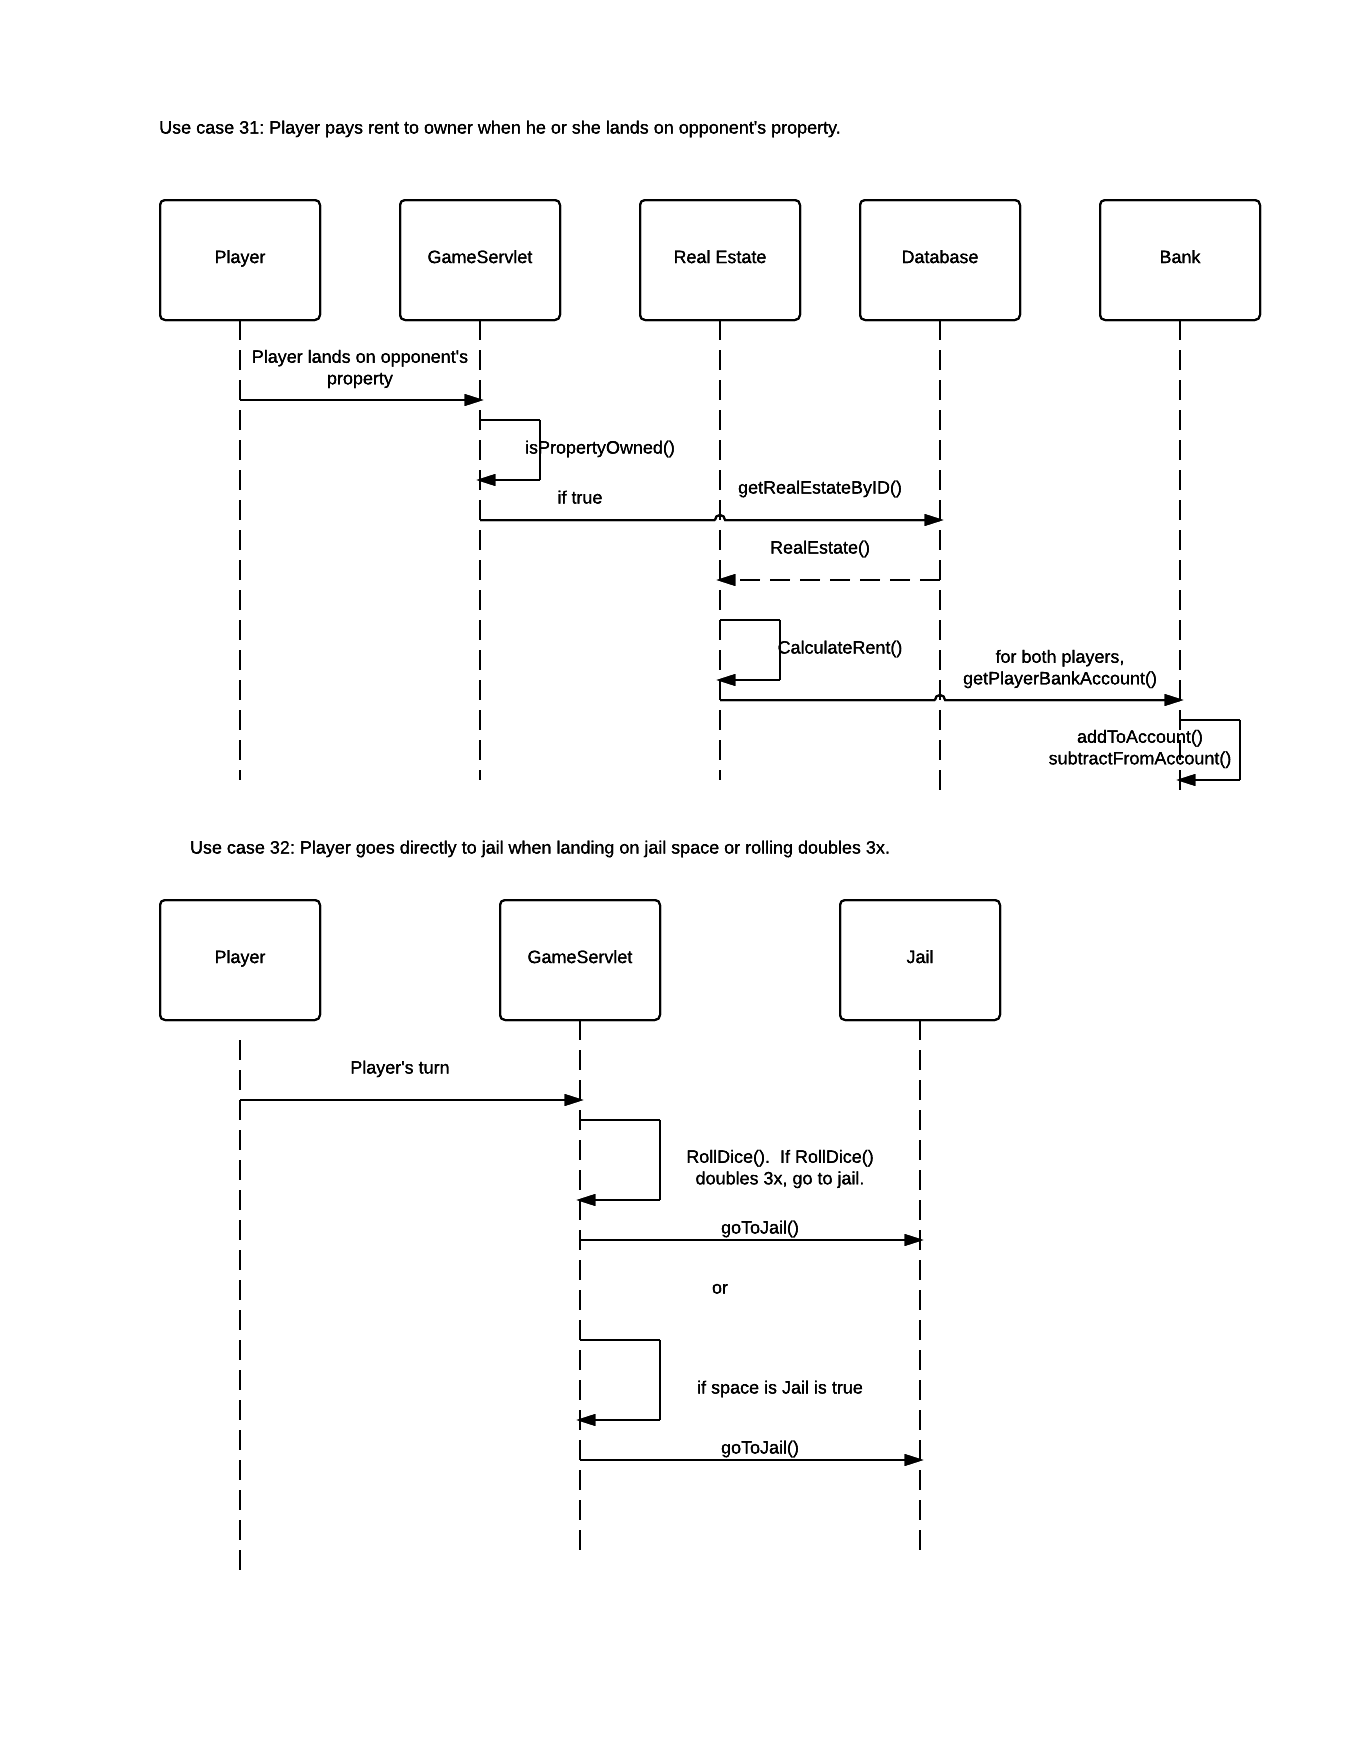 Use case 31: Player pays rent to owner when he or she lands on opponent's property.
Player
GameServlet
Real Estate
Database
Bank
Player lands on opponent's
property
isPropertyOwned()
if true
getRealEstateByID()
RealEstate()
CalculateRent()
for both players,
getPlayerBankAccount()
addToAccount()
subtractFromAccount()
Use case 32: Player goes directly to jail when landing on jail space or rolling doubles 3x.
Player
GameServlet
Jail
Player's turn
RollDice().  If RollDice()
doubles 3x, go to jail.
goToJail()
or
if space is Jail is true
goToJail()